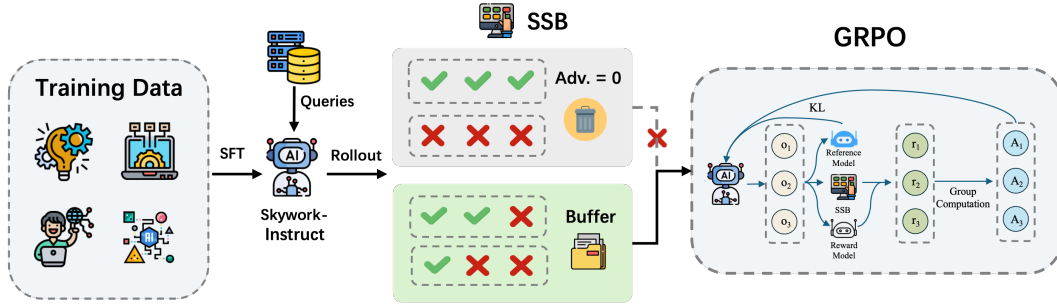 Training Data
SFT
Queries
AI
Rollout
Skywork-
Instruct
SSB
Adv. = 0
Buffer
GRPO
KL
AI
o1
o2
o3
Reference
Model
SSB
Reward
Model
r1
r2
r3
Group
Computation
A1
A2
A3
AI